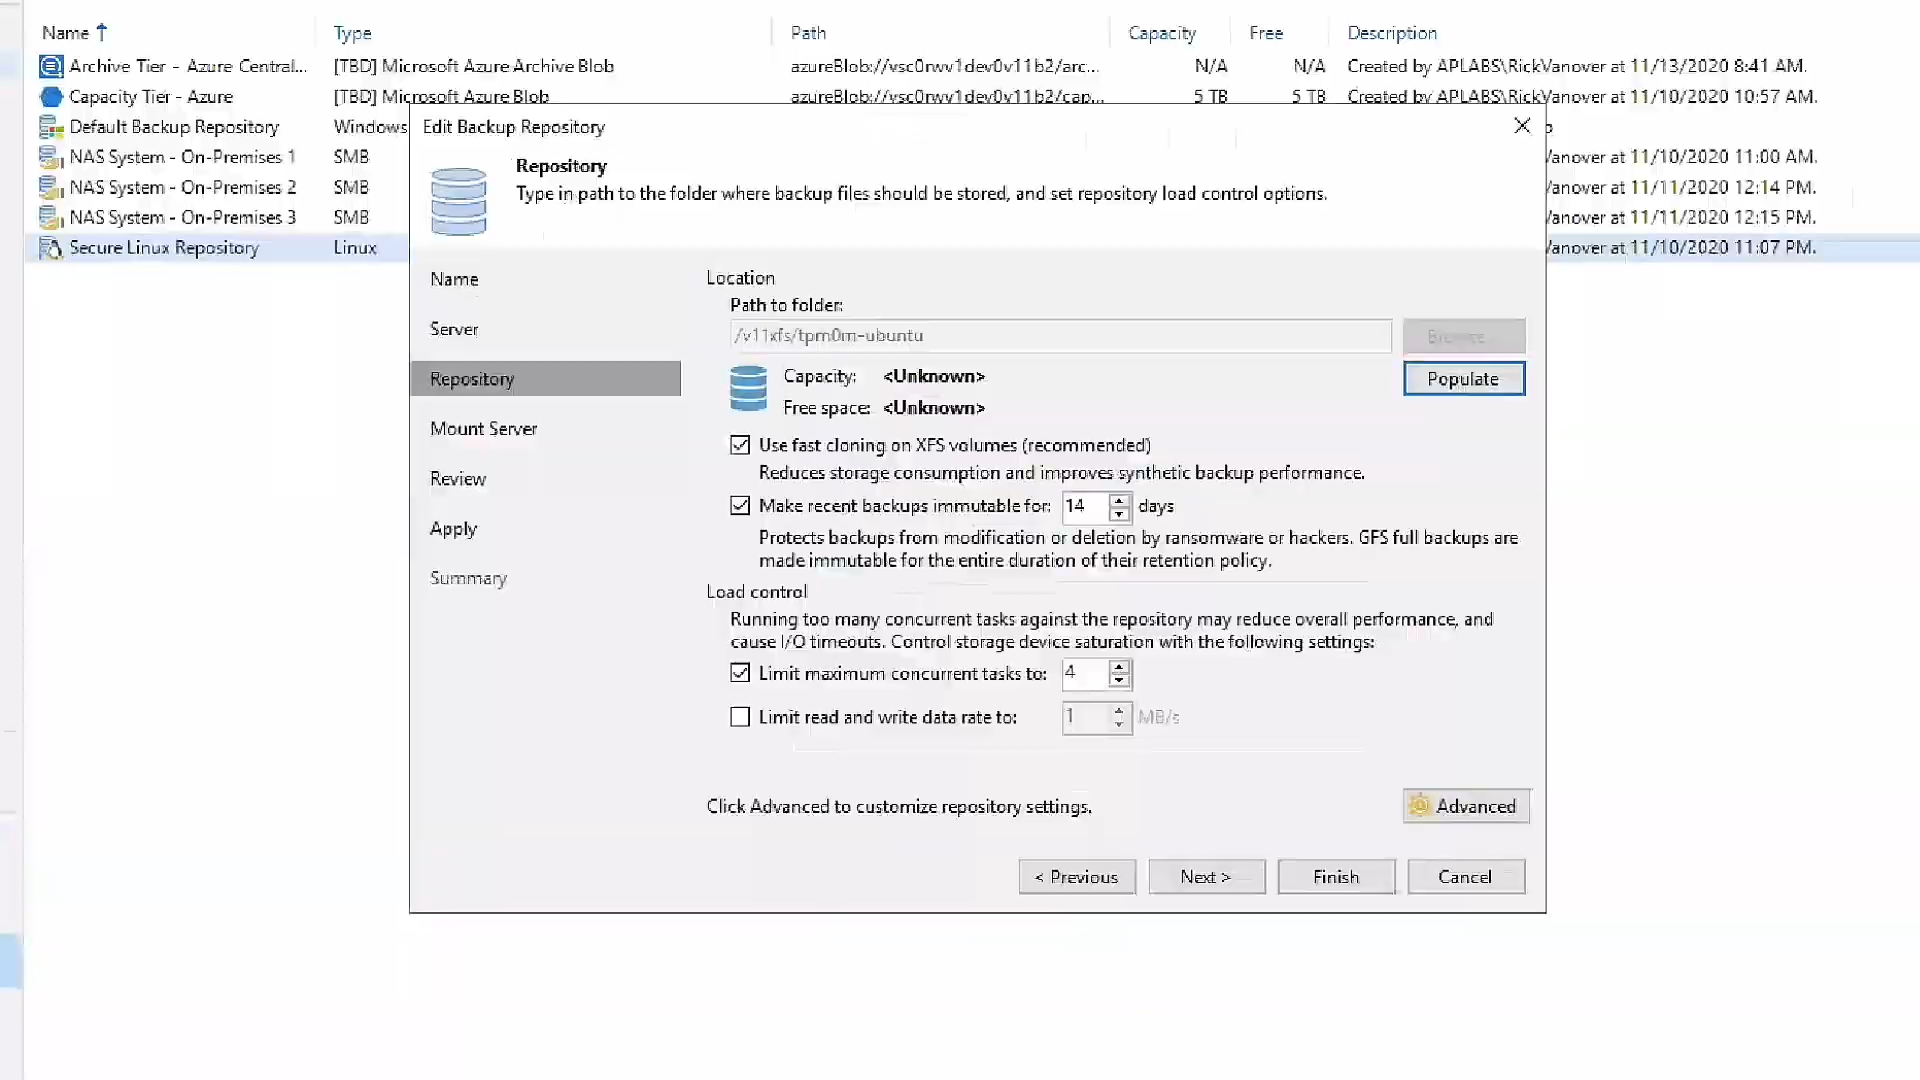 Name ↑ Type Path Capacity Free Description
Archive Tier - Azure Central... [TBD] Microsoft Azure Archive Blob azureBlob://vsc0rwv1dev0v11b2/arc... N/A N/A Created by APLABS\RickVanover at 11/13/2020 8:41 AM.
Capacity Tier - Azure [TBD] Microsoft Azure Blob azureBlob://vsc0rwv1dev0v11b2/cap... 5 TB 5 TB Created by APLABS\RickVanover at 11/10/2020 10:57 AM.
Default Backup Repository Windows
NAS System - On-Premises 1 SMB Vanover at 11/10/2020 11:00 AM.
NAS System - On-Premises 2 SMB Vanover at 11/11/2020 12:14 PM.
NAS System - On-Premises 3 SMB Vanover at 11/11/2020 12:15 PM.
Secure Linux Repository Linux Vanover at 11/10/2020 11:07 PM.
Edit Backup Repository
Repository
Type in path to the folder where backup files should be stored, and set repository load control options.
Name
Server
Repository
Mount Server
Review
Apply
Summary
Location
Path to folder:
/v11xfs/tpm0m-ubuntu Browse...
Capacity: <Unknown> Populate
Free space: <Unknown>
Use fast cloning on XFS volumes (recommended)
Reduces storage consumption and improves synthetic backup performance.
Make recent backups immutable for: 14 days
Protects backups from modification or deletion by ransomware or hackers. GFS full backups are
made immutable for the entire duration of their retention policy.
Load control
Running too many concurrent tasks against the repository may reduce overall performance, and
cause I/O timeouts. Control storage device saturation with the following settings:
Limit maximum concurrent tasks to: 4
Limit read and write data rate to: 1 MB/s
Click Advanced to customize repository settings. Advanced
< Previous Next > Finish Cancel